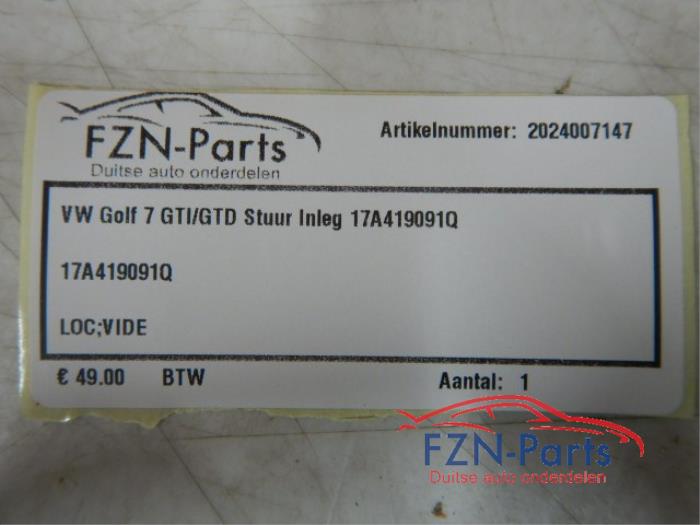 FZN-Parts
Duitse auto onderdelen
Artikelnummer: 2024007147
VW Golf 7 GTI/GTD Stuur Inleg 17A419091Q
17A419091Q
LOC;VIDE
€ 49.00 BTW Aantal: 1
FZN-Parts
Duitse auto onderdelen